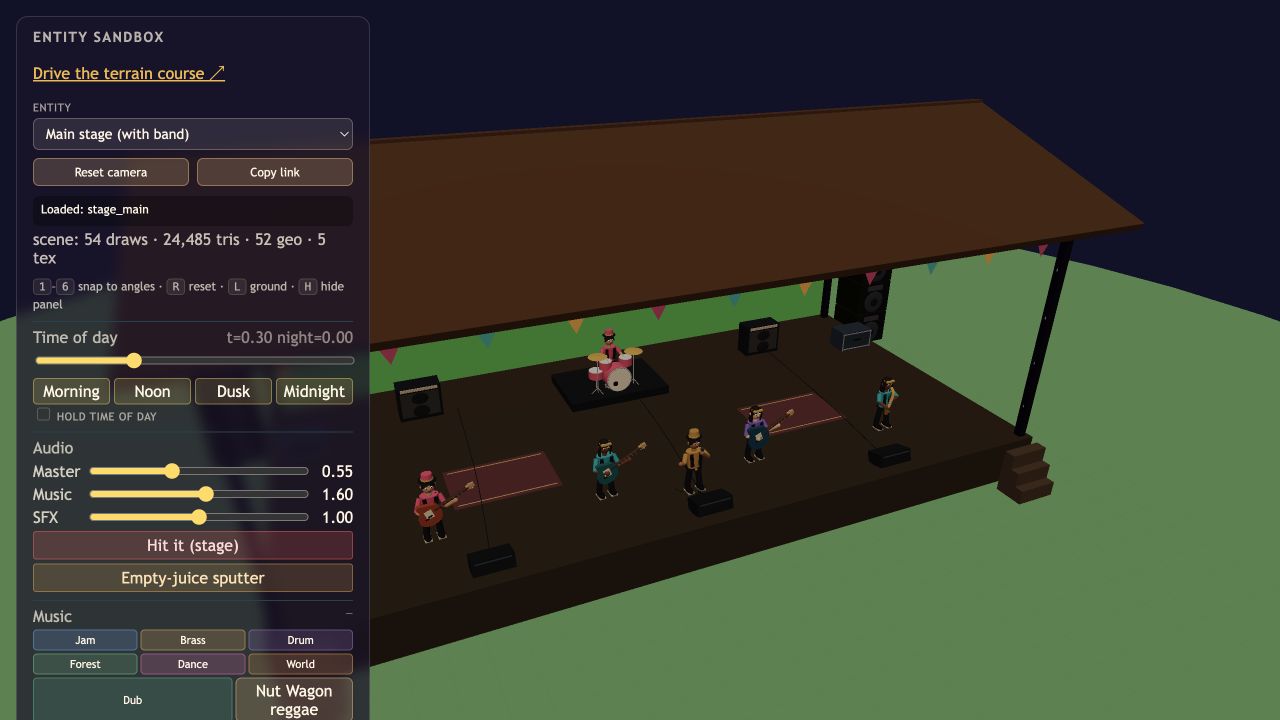 ENTITY SANDBOX
Drive the terrain course ↗
ENTITY
Main stage (with band)
Reset camera Copy link
Loaded: stage_main
scene: 54 draws · 24,485 tris · 52 geo · 5
tex
1-6 snap to angles · R reset · L ground · H hide
panel
Time of day t=0.30 night=0.00
Morning Noon Dusk Midnight
HOLD TIME OF DAY
Audio
Master 0.55
Music 1.60
SFX 1.00
Hit it (stage)
Empty-juice sputter
Music −
Jam Brass Drum
Forest Dance World
Dub Nut Wagon
reggae